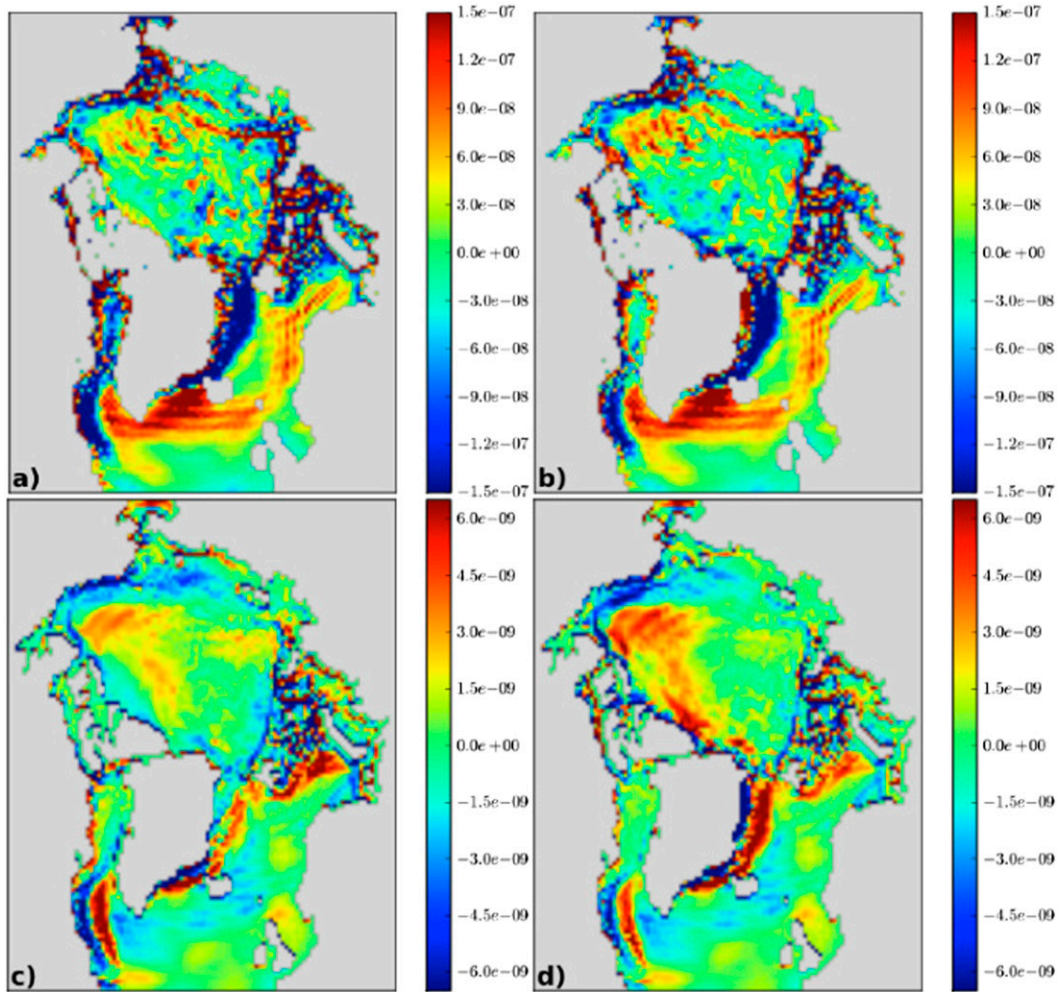 1.5e−07
1.2e−07
9.0e−08
6.0e−08
3.0e−08
0.0e+00
−3.0e−08
−6.0e−08
−9.0e−08
−1.2e−07
−1.5e−07
a)
1.5e−07
1.2e−07
9.0e−08
6.0e−08
3.0e−08
0.0e+00
−3.0e−08
−6.0e−08
−9.0e−08
−1.2e−07
−1.5e−07
b)
6.0e−09
4.5e−09
3.0e−09
1.5e−09
0.0e+00
−1.5e−09
−3.0e−09
−4.5e−09
−6.0e−09
c)
6.0e−09
4.5e−09
3.0e−09
1.5e−09
0.0e+00
−1.5e−09
−3.0e−09
−4.5e−09
−6.0e−09
d)